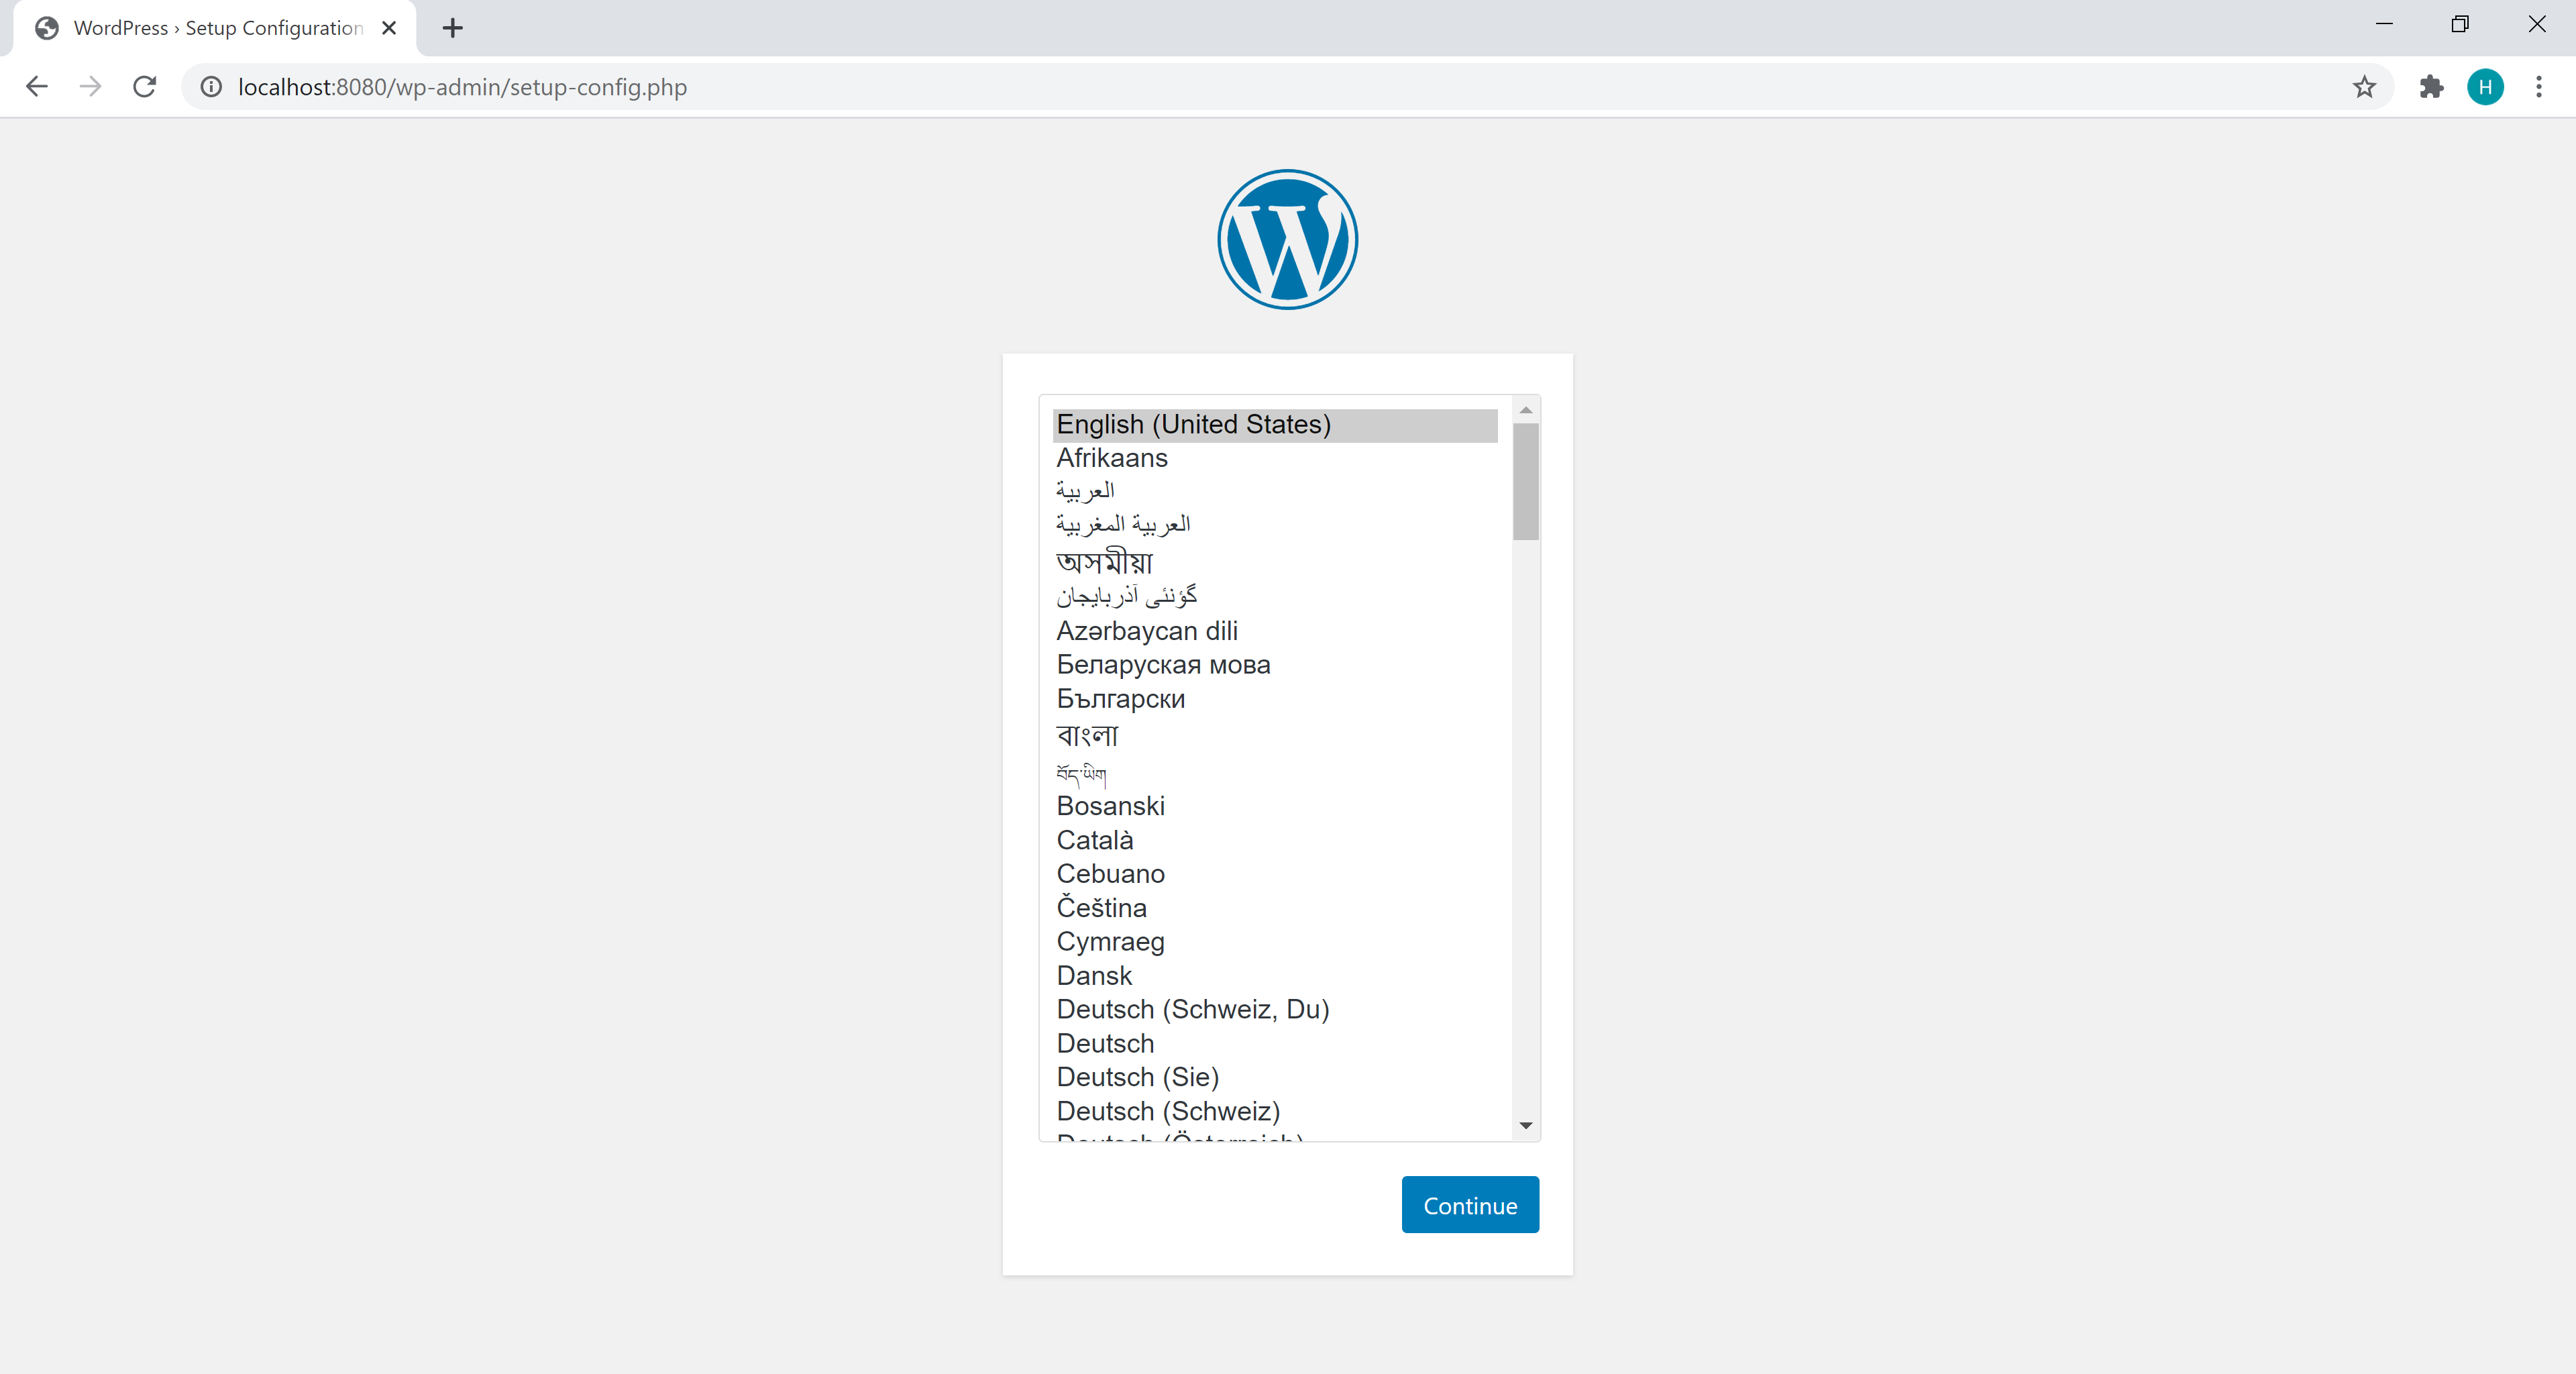 WordPress › Setup Configuration
localhost:8080/wp-admin/setup-config.php
H
English (United States)
Afrikaans
العربية
العربية المغربية
অসমীয়া
گؤنئی آذربایجان
Azərbaycan dili
Беларуская мова
Български
বাংলা
བོད་ཡིག
Bosanski
Català
Cebuano
Čeština
Cymraeg
Dansk
Deutsch (Schweiz, Du)
Deutsch
Deutsch (Sie)
Deutsch (Schweiz)
Deutsch (Österreich)
Continue